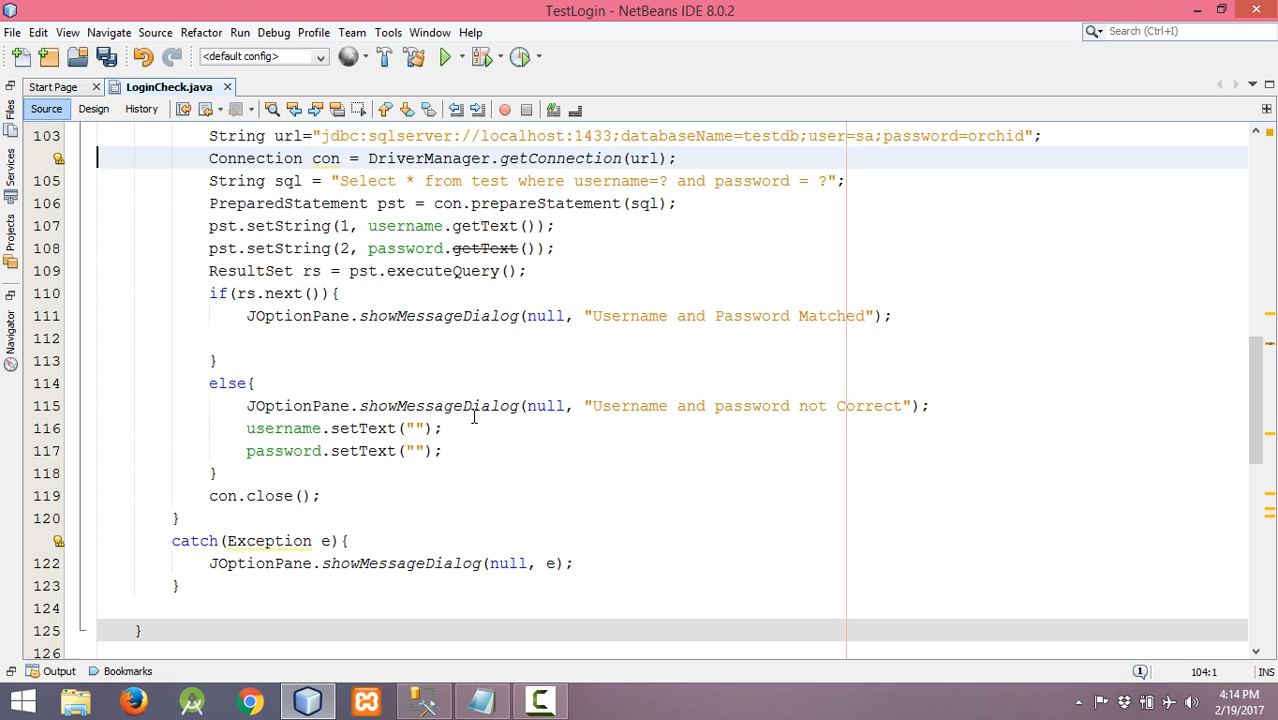 TestLogin - NetBeans IDE 8.0.2
File Edit View Navigate Source Refactor Run Debug Profile Team Tools Window Help
Search (Ctrl+I)
<default config>
Start Page LoginCheck.java
Source Design History
Files
Services
Projects
Navigator
103 String url="jdbc:sqlserver://localhost:1433;databaseName=testdb;user=sa;password=orchid";
Connection con = DriverManager.getConnection(url);
105 String sql = "Select * from test where username=? and password = ?";
106 PreparedStatement pst = con.prepareStatement(sql);
107 pst.setString(1, username.getText());
108 pst.setString(2, password.getText());
109 ResultSet rs = pst.executeQuery();
110 if(rs.next()){
111 JOptionPane.showMessageDialog(null, "Username and Password Matched");
112
113 }
114 else{
115 JOptionPane.showMessageDialog(null, "Username and password not Correct");
116 username.setText("");
117 password.setText("");
118 }
119 con.close();
120 }
catch(Exception e){
122 JOptionPane.showMessageDialog(null, e);
123 }
124
125 }
126
Output Bookmarks
1 104:1 INS
4:14 PM
2/19/2017